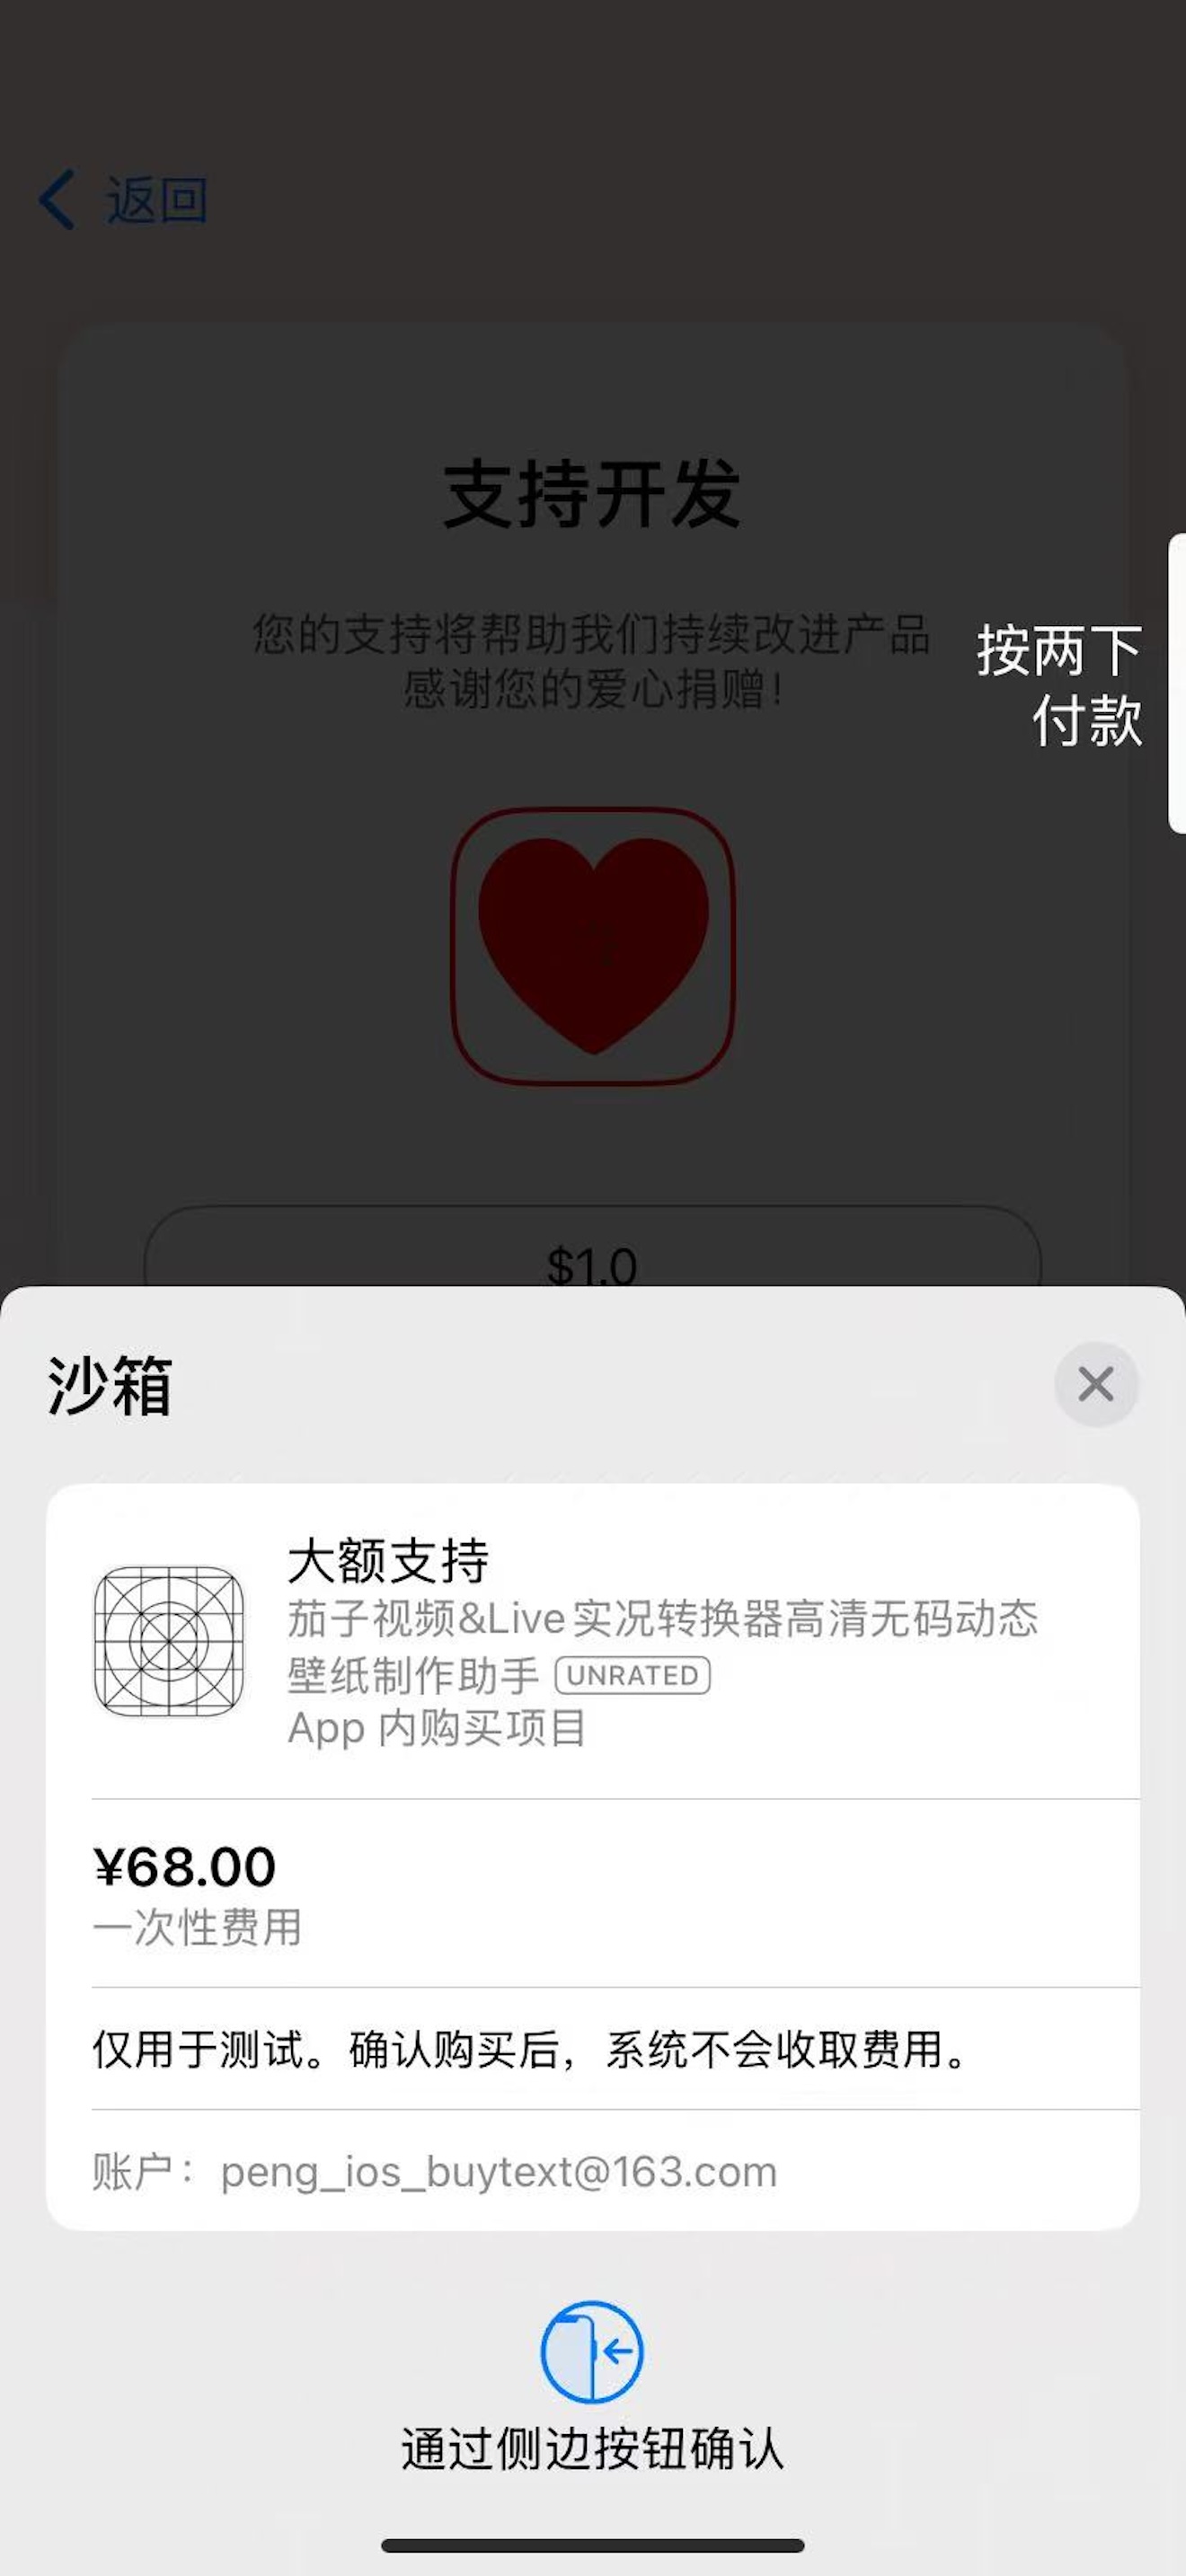 返回
支持开发
您的支持将帮助我们持续改进产品
感谢您的爱心捐赠！
按两下
付款
$1.0
沙箱
大额支持
茄子视频&Live实况转换器高清无码动态
壁纸制作助手 UNRATED
App 内购买项目
¥68.00
一次性费用
仅用于测试。确认购买后，系统不会收取费用。
账户：peng_ios_buytext@163.com
通过侧边按钮确认